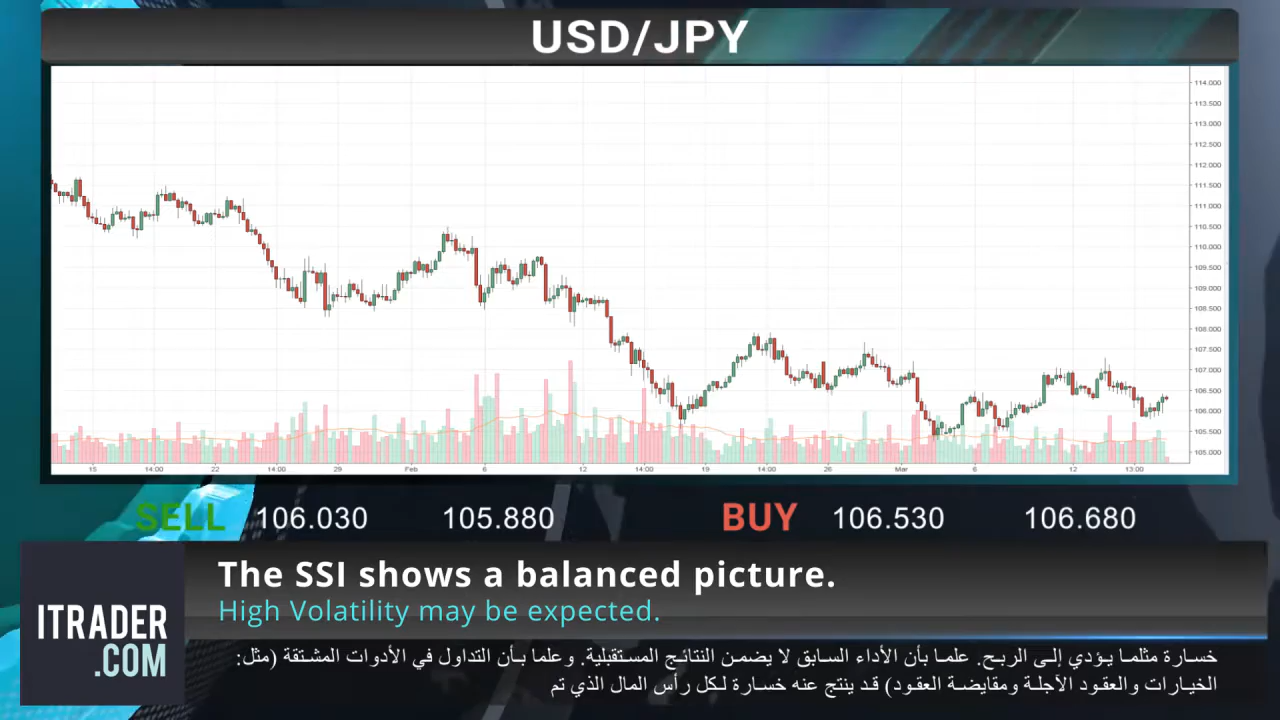 USD/JPY
114.000
113.500
113.000
112.500
112.000
111.500
111.000
110.500
110.000
109.500
109.000
108.500
108.000
107.500
107.000
106.500
106.000
105.500
105.000
15 14:00 22 14:00 29 Feb 6 12 14:00 19 14:00 26 Mar 6 12 13:00
SELL 106.030 105.880 BUY 106.530 106.680
The SSI shows a balanced picture.
High Volatility may be expected.
ITRADER
.COM
خسارة مثلما يؤدي إلى الربح. علما بأن الأداء السابق لا يضمن النتائج المستقبلية. وعلما بأن التداول في الأدوات المشتقة (مثل:
الخيارات والعقود الآجلة ومقايضة العقود) قد ينتج عنه خسارة لكل رأس المال الذي تم